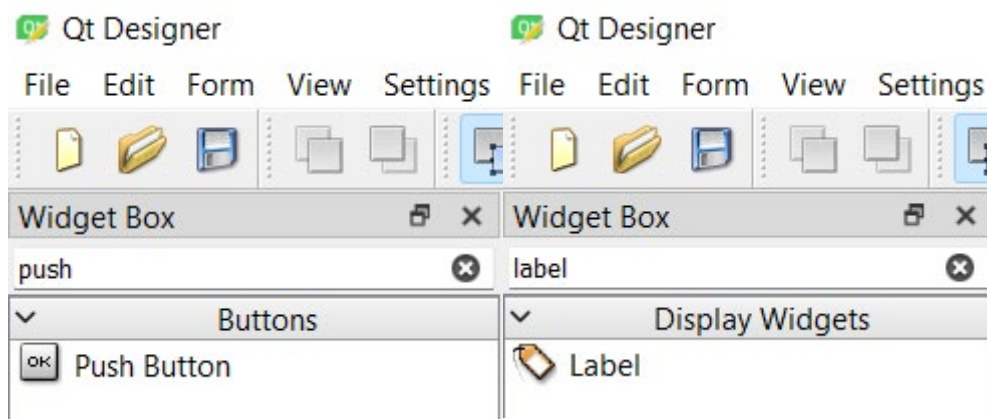 Qt Designer
File Edit Form View Settings
Widget Box
push
Buttons
OK Push Button
Qt Designer
File Edit Form View Settings
Widget Box
label
Display Widgets
Label